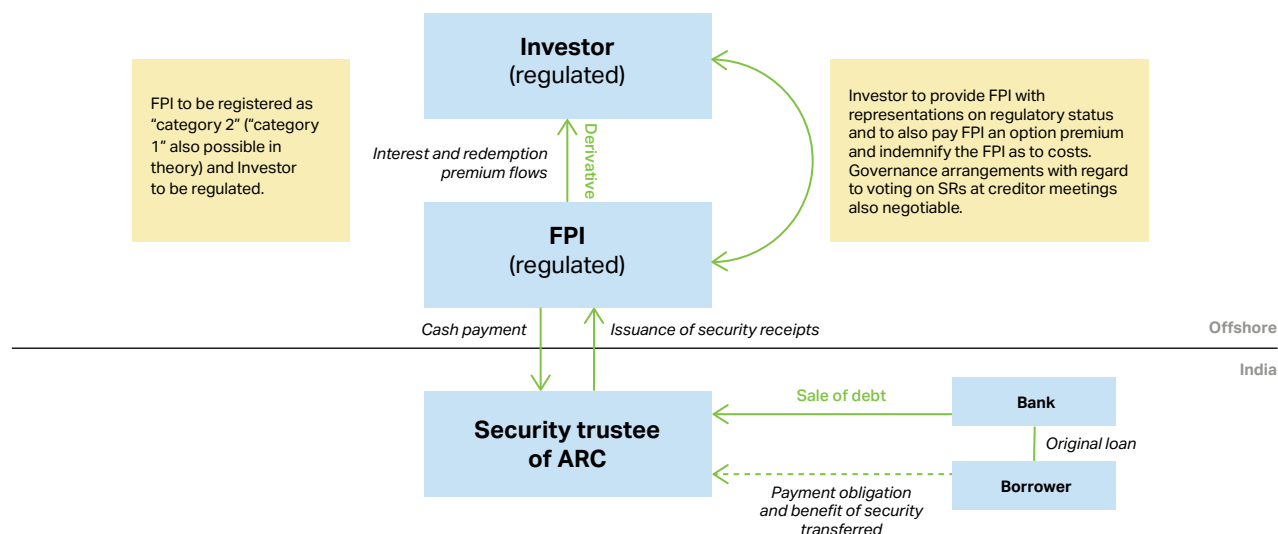 Investor
(regulated)
FPI to be registered as
“category 2” (“category
1” also possible in
theory) and Investor
to be regulated.
Investor to provide FPI with
representations on regulatory status
and to also pay FPI an option premium
and indemnify the FPI as to costs.
Governance arrangements with regard
to voting on SRs at creditor meetings
also negotiable.
Interest and redemption
premium flows
Derivative
FPI
(regulated)
Cash payment
Issuance of security receipts
Offshore
India
Security trustee
of ARC
Sale of debt
Bank
Original loan
Borrower
Payment obligation
and benefit of security
transferred